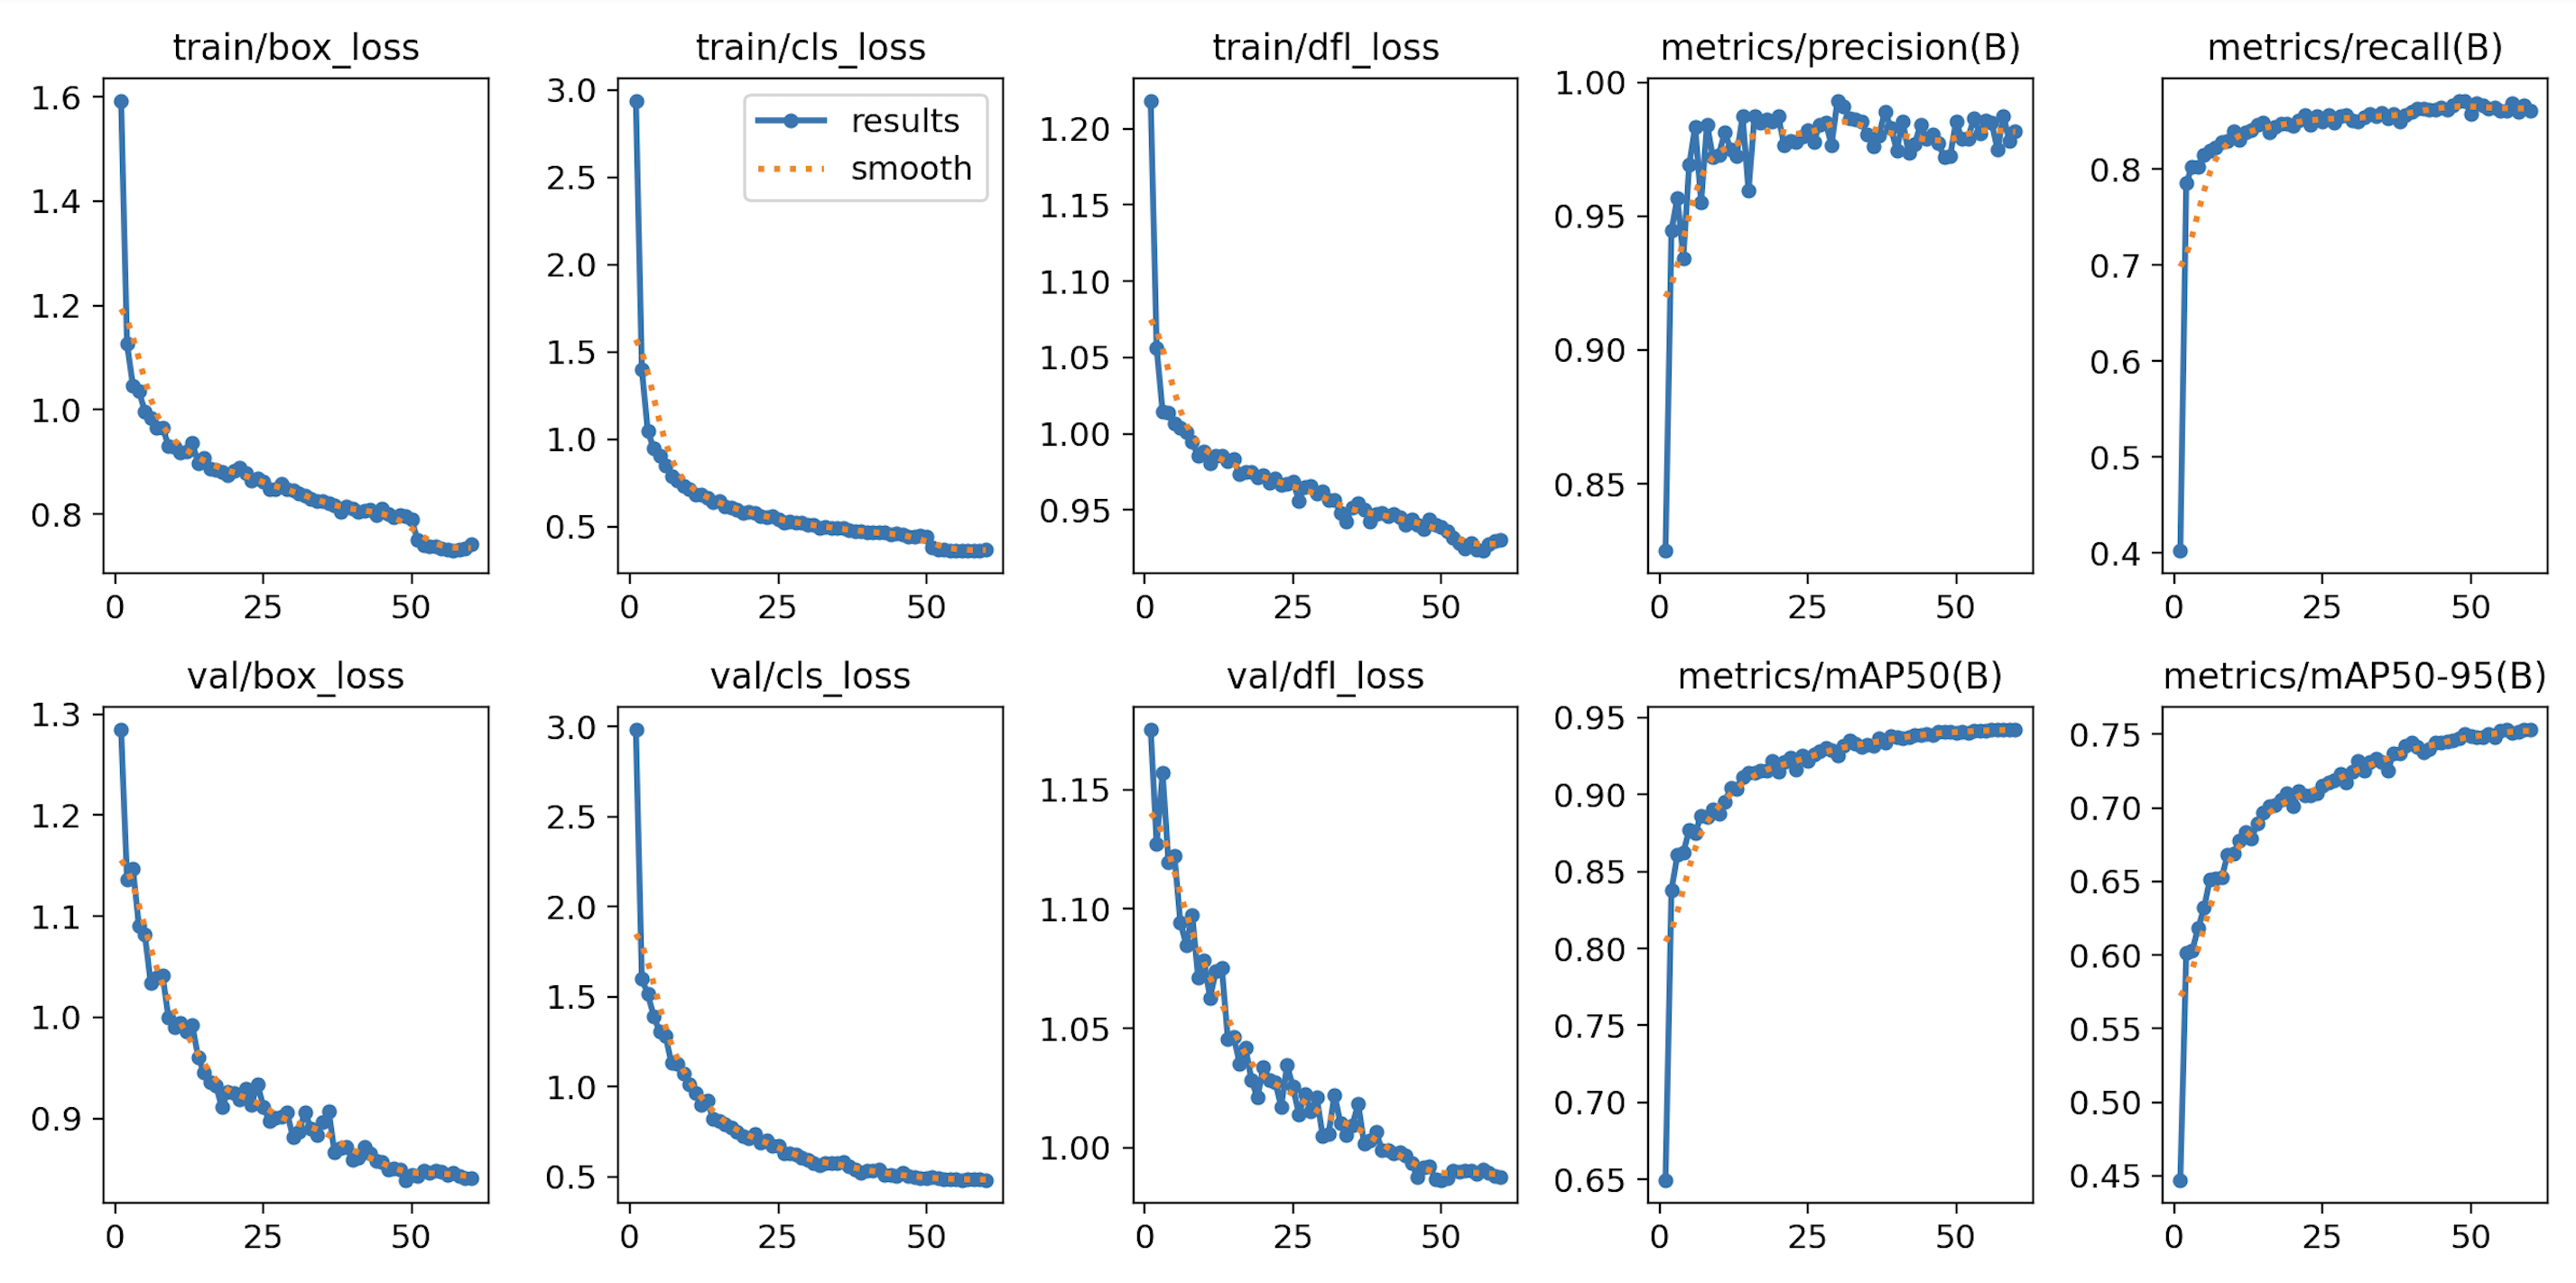 train/box_loss
1.6
1.4
1.2
1.0
0.8
0 25 50
train/cls_loss
3.0
2.5
2.0
1.5
1.0
0.5
0 25 50
results
smooth
train/dfl_loss
1.20
1.15
1.10
1.05
1.00
0.95
0 25 50
metrics/precision(B)
1.00
0.95
0.90
0.85
0 25 50
metrics/recall(B)
0.8
0.7
0.6
0.5
0.4
0 25 50
val/box_loss
1.3
1.2
1.1
1.0
0.9
0 25 50
val/cls_loss
3.0
2.5
2.0
1.5
1.0
0.5
0 25 50
val/dfl_loss
1.15
1.10
1.05
1.00
0 25 50
metrics/mAP50(B)
0.95
0.90
0.85
0.80
0.75
0.70
0.65
0 25 50
metrics/mAP50-95(B)
0.75
0.70
0.65
0.60
0.55
0.50
0.45
0 25 50